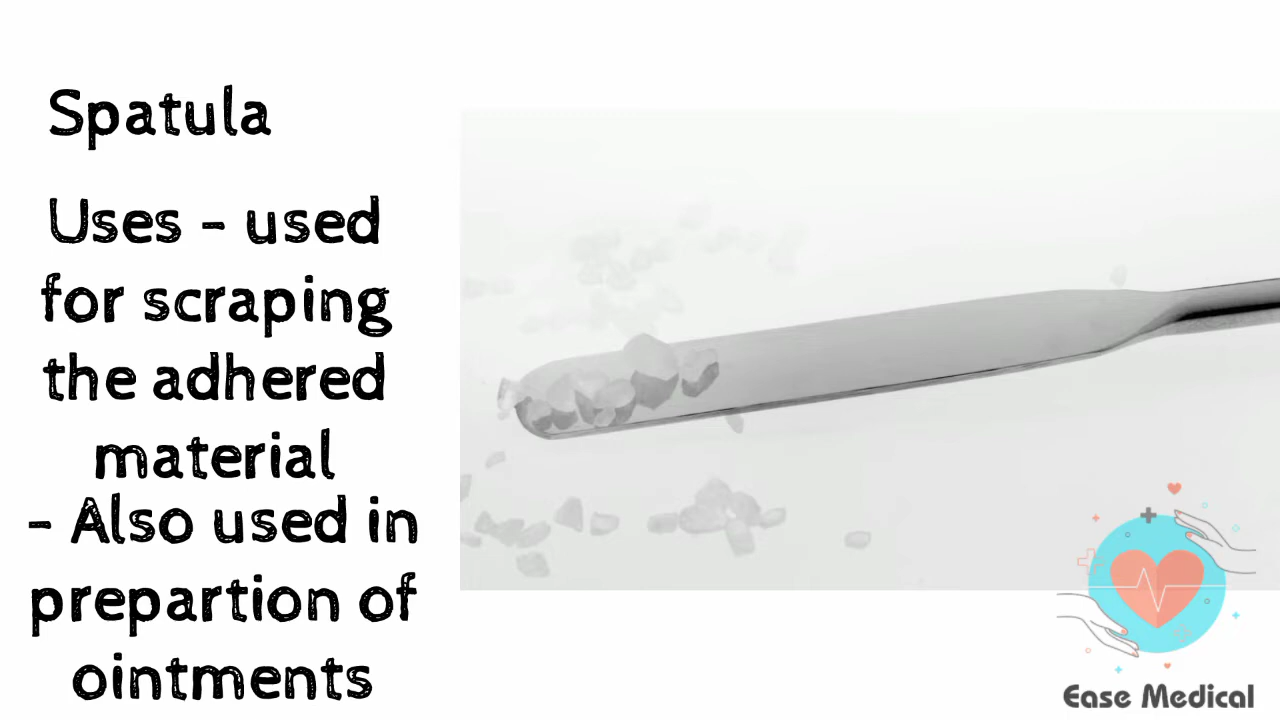 Spatula
Uses - used
for scraping
the adhered
material
- Also used in
prepartion of
ointments
Ease Medical